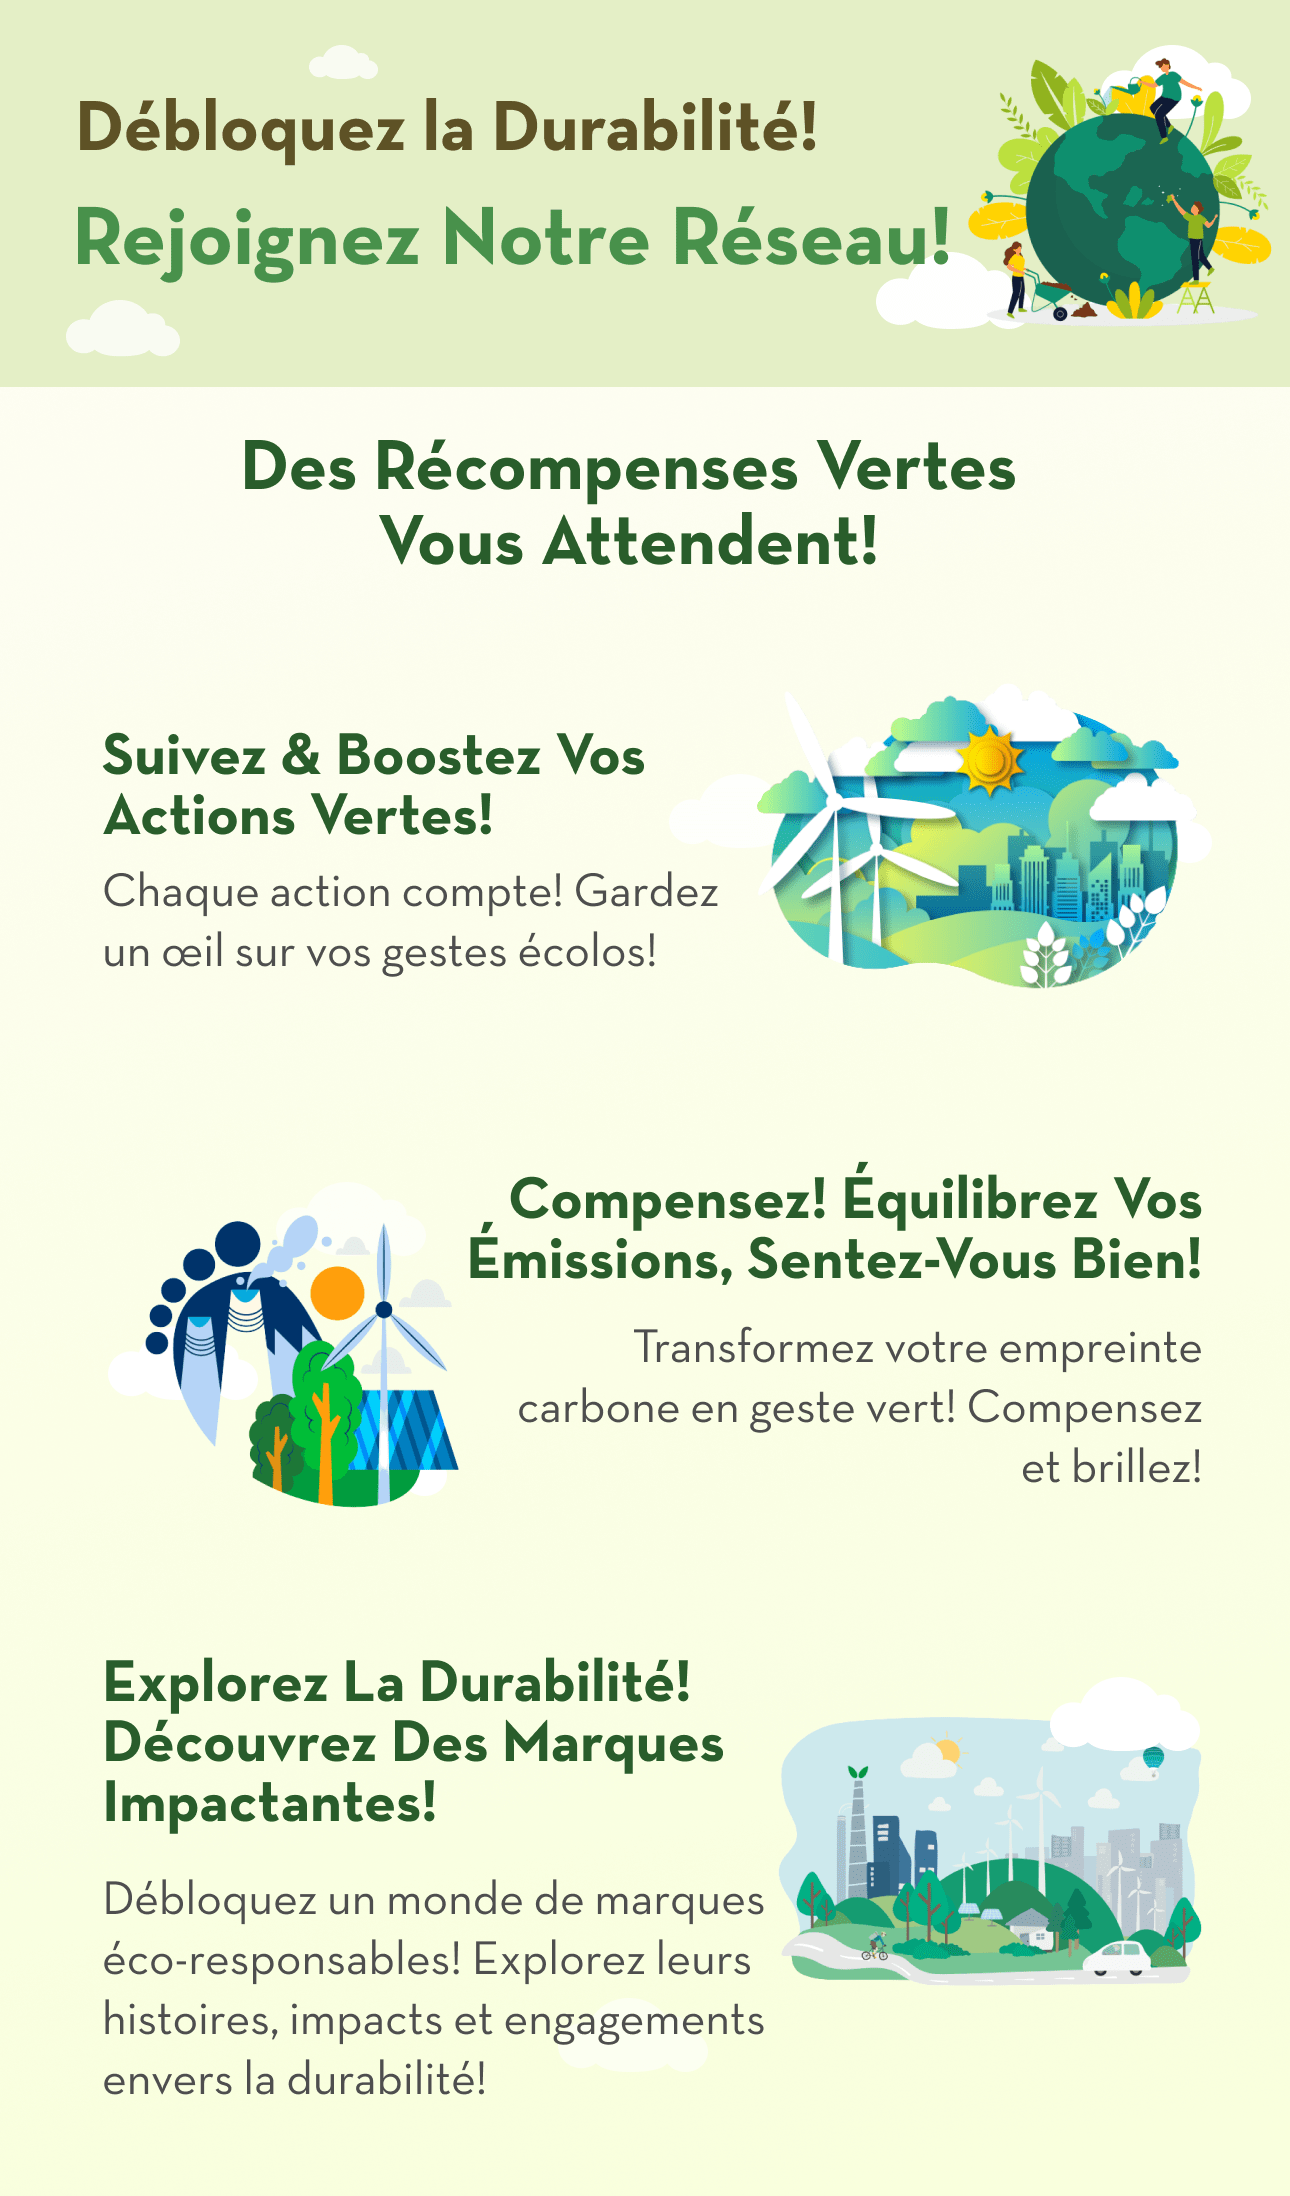 Débloquez la Durabilité!
Rejoignez Notre Réseau!
Des Récompenses Vertes
Vous Attendent!
Suivez & Boostez Vos
Actions Vertes!
Chaque action compte! Gardez
un œil sur vos gestes écolos!
Compensez! Équilibrez Vos
Émissions, Sentez-Vous Bien!
Transformez votre empreinte
carbone en geste vert! Compensez
et brillez!
Explorez La Durabilité!
Découvrez Des Marques
Impactantes!
Débloquez un monde de marques
éco-responsables! Explorez leurs
histoires, impacts et engagements
envers la durabilité!